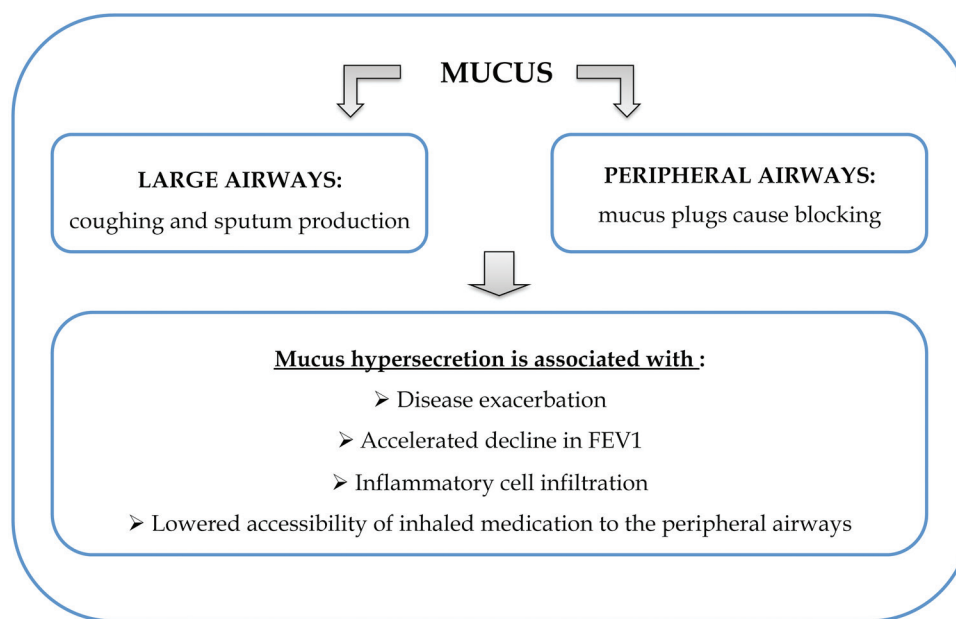 MUCUS
LARGE AIRWAYS:
coughing and sputum production
PERIPHERAL AIRWAYS:
mucus plugs cause blocking
Mucus hypersecretion is associated with :
➢ Disease exacerbation
➢ Accelerated decline in FEV1
➢ Inflammatory cell infiltration
➢ Lowered accessibility of inhaled medication to the peripheral airways